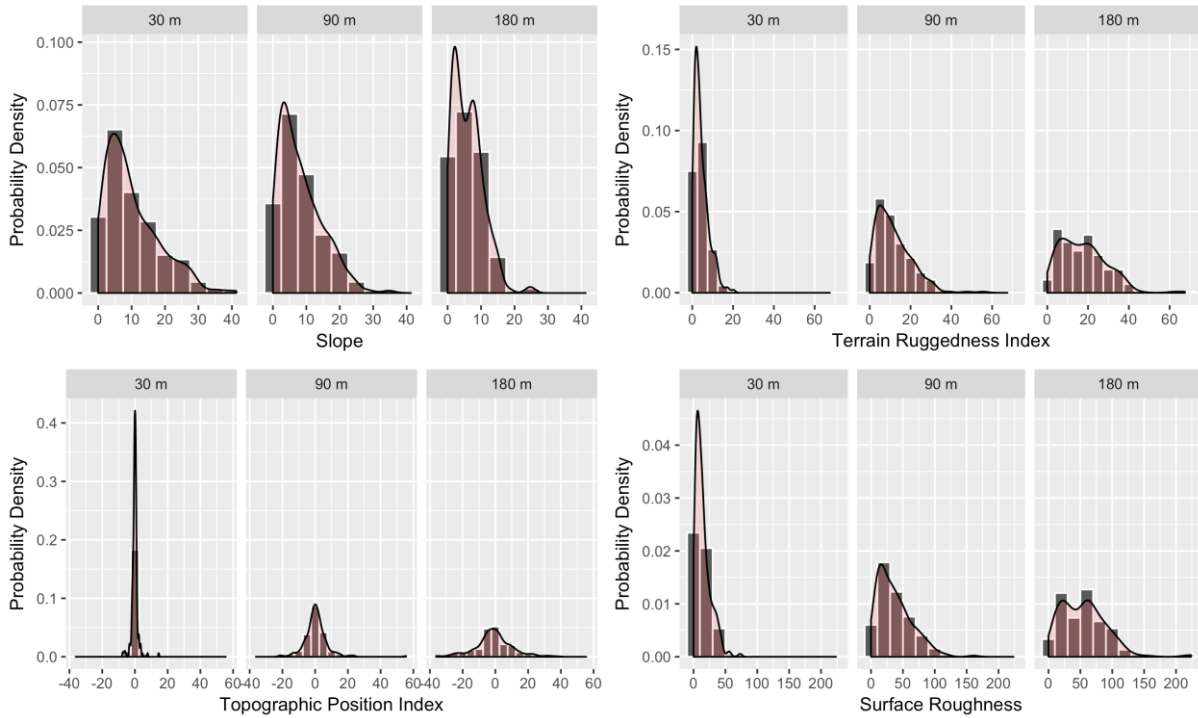 30 m 90 m 180 m
Probability Density
0.100
0.075
0.050
0.025
0.000
0 10 20 30 40 0 10 20 30 40 0 10 20 30 40
Slope
30 m 90 m 180 m
Probability Density
0.15
0.10
0.05
0.00
0 20 40 60 0 20 40 60 0 20 40 60
Terrain Ruggedness Index
30 m 90 m 180 m
Probability Density
0.4
0.3
0.2
0.1
0.0
-40 -20 0 20 40 60 -40 -20 0 20 40 60 -40 -20 0 20 40 60
Topographic Position Index
30 m 90 m 180 m
Probability Density
0.04
0.03
0.02
0.01
0.00
0 50 100 150 200 0 50 100 150 200 0 50 100 150 200
Surface Roughness